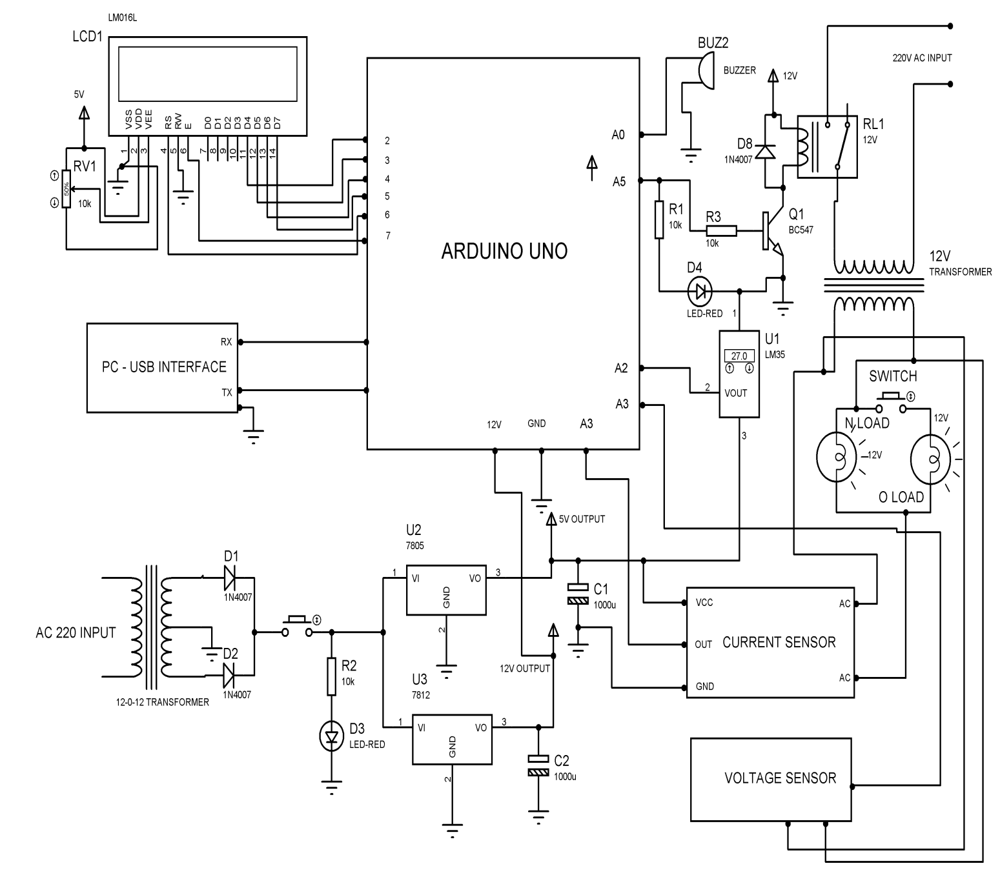 LM016L
LCD1
5V
VSS
VDD
VEE
RS
RW
E
D0
D1
D2
D3
D4
D5
D6
D7
1
2
3
4
5
6
7
8
9
10
11
12
13
14
RV1
50%
10k
2
3
4
5
6
7
ARDUINO UNO
A0
A5
A2
A3
12V
GND
A3
BUZ2
BUZZER
12V
220V AC INPUT
D8
1N4007
RL1
12V
R1
10k
R3
10k
Q1
BC547
D4
LED-RED
12V
TRANSFORMER
1
U1
LM35
27.0
2
VOUT
3
PC - USB INTERFACE
RX
TX
SWITCH
N LOAD
12V
12V
O LOAD
5V OUTPUT
U2
7805
1
VI
VO
3
GND
2
C1
1000u
12V OUTPUT
U3
7812
1
VI
VO
3
GND
2
C2
1000u
D1
1N4007
AC 220 INPUT
D2
1N4007
12-0-12 TRANSFORMER
R2
10k
D3
LED-RED
VCC
AC
OUT
CURRENT SENSOR
AC
GND
VOLTAGE SENSOR